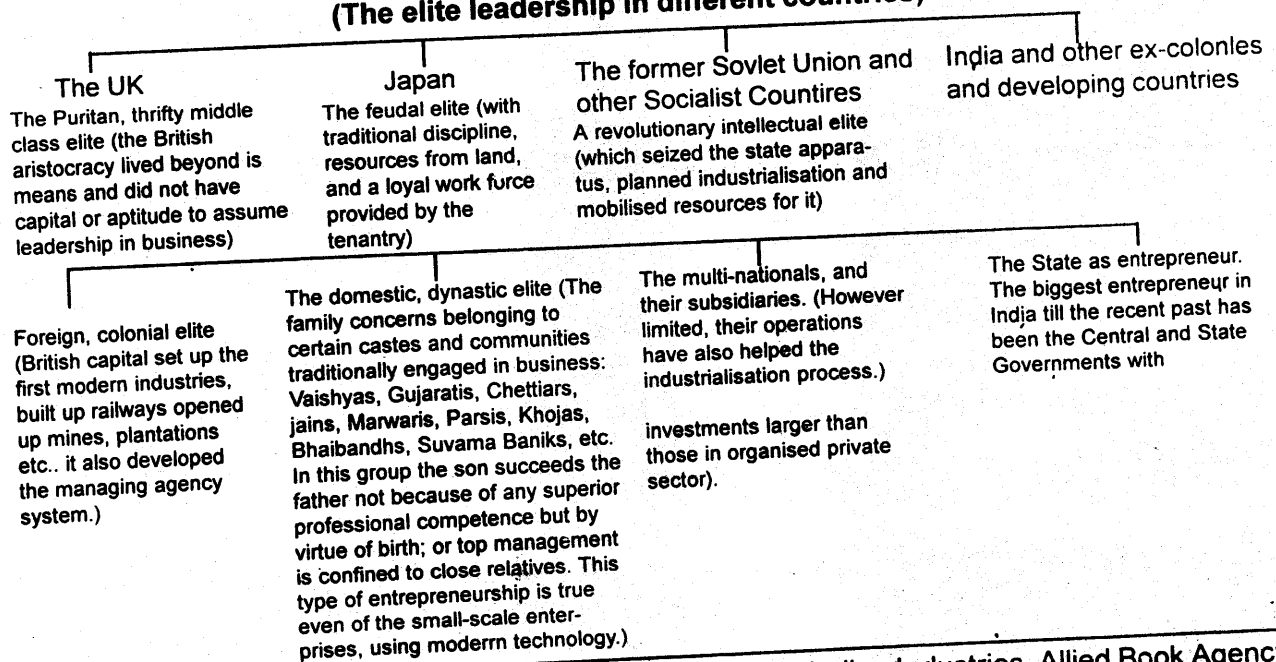 (The elite leadership in different countries)
The UK
The Puritan, thrifty middle
class elite (the British
aristocracy lived beyond is
means and did not have
capital or aptitude to assume
leadership in business)
Japan
The feudal elite (with
traditional discipline,
resources from land,
and a loyal work force
provided by the
tenantry)
The former Soviet Union and
other Socialist Countires
A revolutionary intellectual elite
(which seized the state appara-
tus, planned industrialisation and
mobilised resources for it)
India and other ex-colonles
and developing countries
Foreign, colonial elite
(British capital set up the
first modern industries,
built up railways opened
up mines, plantations
etc.. it also developed
the managing agency
system.)
The domestic, dynastic elite (The
family concerns belonging to
certain castes and communities
traditionally engaged in business:
Vaishyas, Gujaratis, Chettiars,
jains, Marwaris, Parsis, Khojas,
Bhaibandhs, Suvama Baniks, etc.
In this group the son succeeds the
father not because of any superior
professional competence but by
virtue of birth; or top management
is confined to close relatives. This
type of entrepreneurship is true
even of the small-scale enter-
prises, using moderrn technology.)
The multi-nationals, and
their subsidiaries. (However
limited, their operations
have also helped the
industrialisation process.)
investments larger than
those in organised private
sector).
The State as entrepreneur.
The biggest entrepreneur in
India till the recent past has
been the Central and State
Governments with
Industries, Allied Book Agenc